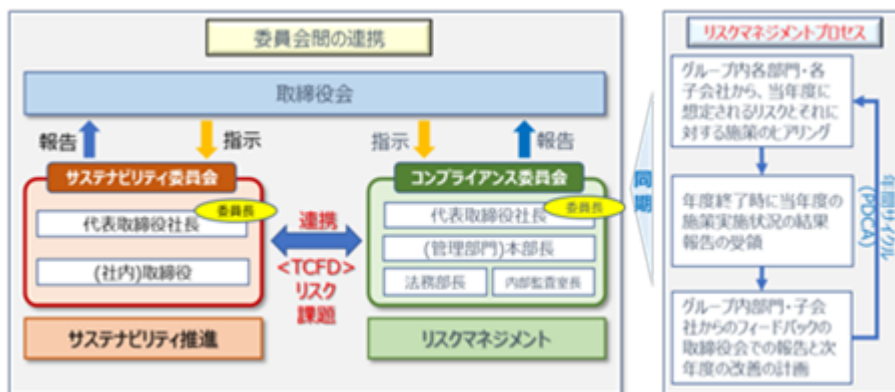 委員会間の連携
取締役会
報告
指示
指示
報告
サステナビリティ委員会
委員長
代表取締役社長
(社内)取締役
サステナビリティ推進
連携
<TCFD>
リスク
課題
コンプライアンス委員会
委員長
代表取締役社長
(管理部門)本部長
法務部長
内部監査室長
リスクマネジメント
同期
リスクマネジメントプロセス
グループ内各部門・各
子会社から、当年度に
想定されるリスクとそれに
対する施策のヒアリング
年度終了時に当年度の
施策実施状況の結果
報告の受領
グループ内部門・子会
社からのフィードバックの
取締役会での報告と次
年度の改善の計画
年間サイクル
(PDCA)